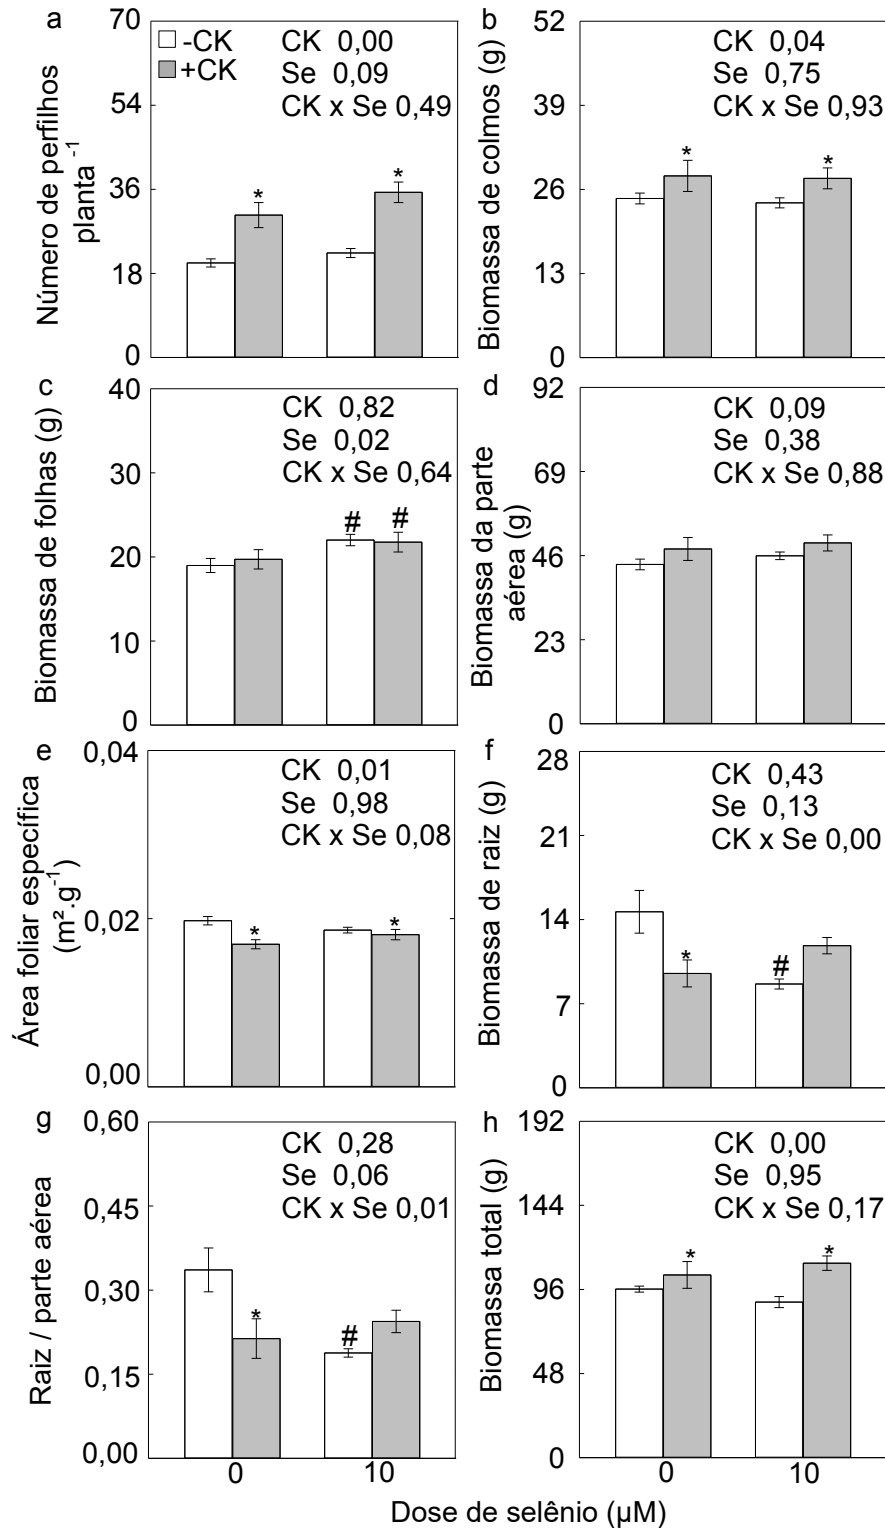 a
70
54
36
18
0
Número de perfilhos
planta⁻¹
-CK
+CK
CK 0,00
Se 0,09
CK x Se 0,49
*
*
b
52
39
26
13
0
Biomassa de colmos (g)
CK 0,04
Se 0,75
CK x Se 0,93
*
*
c
40
30
20
10
0
Biomassa de folhas (g)
CK 0,82
Se 0,02
CK x Se 0,64
#
#
d
92
69
46
23
0
Biomassa da parte
aérea (g)
CK 0,09
Se 0,38
CK x Se 0,88
e
0,04
0,02
0,00
Área foliar específica
(m².g⁻¹)
CK 0,01
Se 0,98
CK x Se 0,08
*
*
f
28
21
14
7
0
Biomassa de raiz (g)
CK 0,43
Se 0,13
CK x Se 0,00
*
#
g
0,60
0,45
0,30
0,15
0,00
Raiz / parte aérea
CK 0,28
Se 0,06
CK x Se 0,01
*
#
0
10
h
192
144
96
48
0
Biomassa total (g)
CK 0,00
Se 0,95
CK x Se 0,17
*
*
0
10
Dose de selênio (µM)